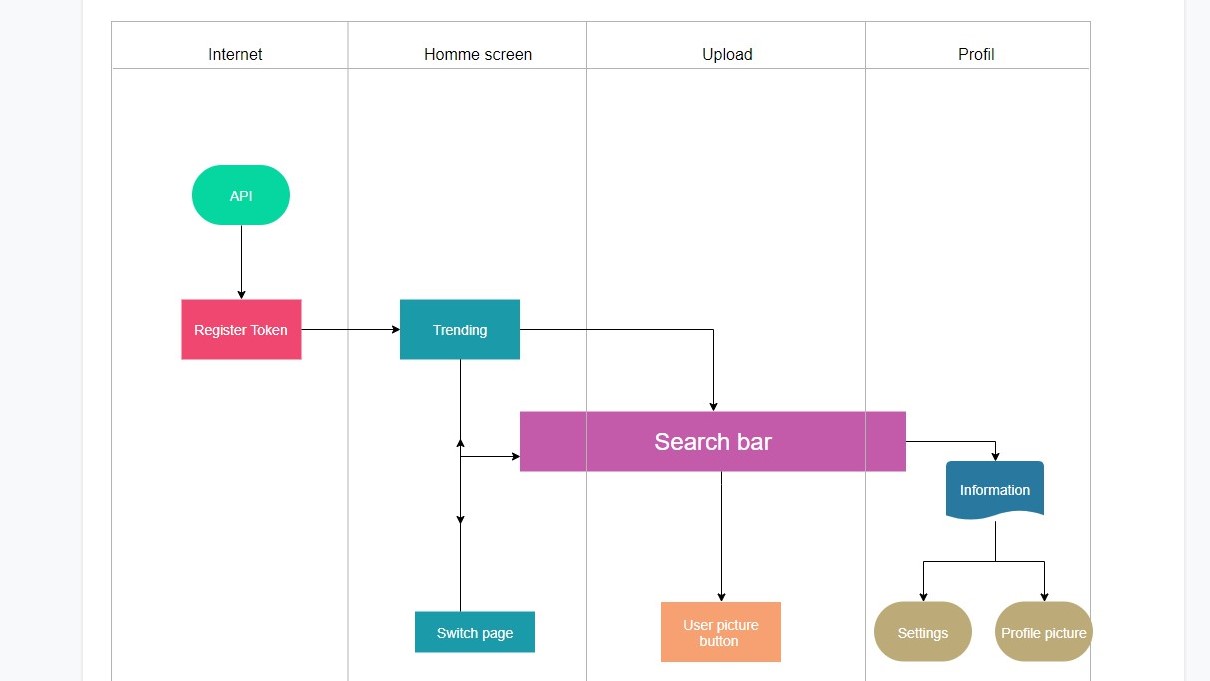 Internet
Homme screen
Upload
Profil
API
Register Token
Trending
Search bar
Information
Switch page
User picture
button
Settings
Profile picture